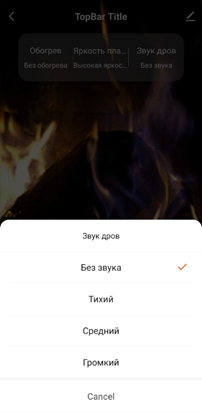 TopBar Title
Обогрев Яркость пла... Звук дров
Без обогрева Высокая яркос... Без звука
Звук дров
Без звука
Тихий
Средний
Громкий
Cancel